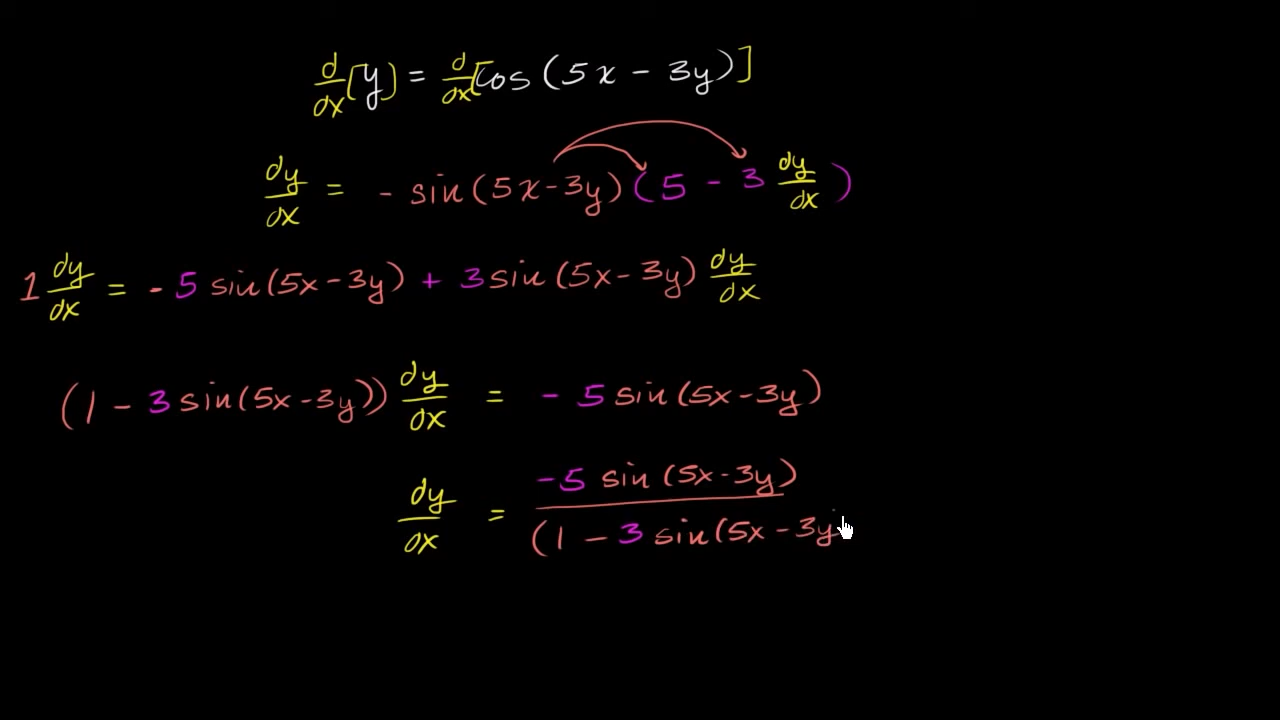 d/dx[y] = d/dx[cos(5x - 3y)]
dy/dx = - sin(5x-3y)(5 - 3 dy/dx)
1 dy/dx = - 5 sin(5x-3y) + 3 sin(5x-3y) dy/dx
(1 - 3 sin(5x-3y)) dy/dx = - 5 sin(5x-3y)
dy/dx = -5 sin(5x-3y) / (1 - 3 sin(5x-3y